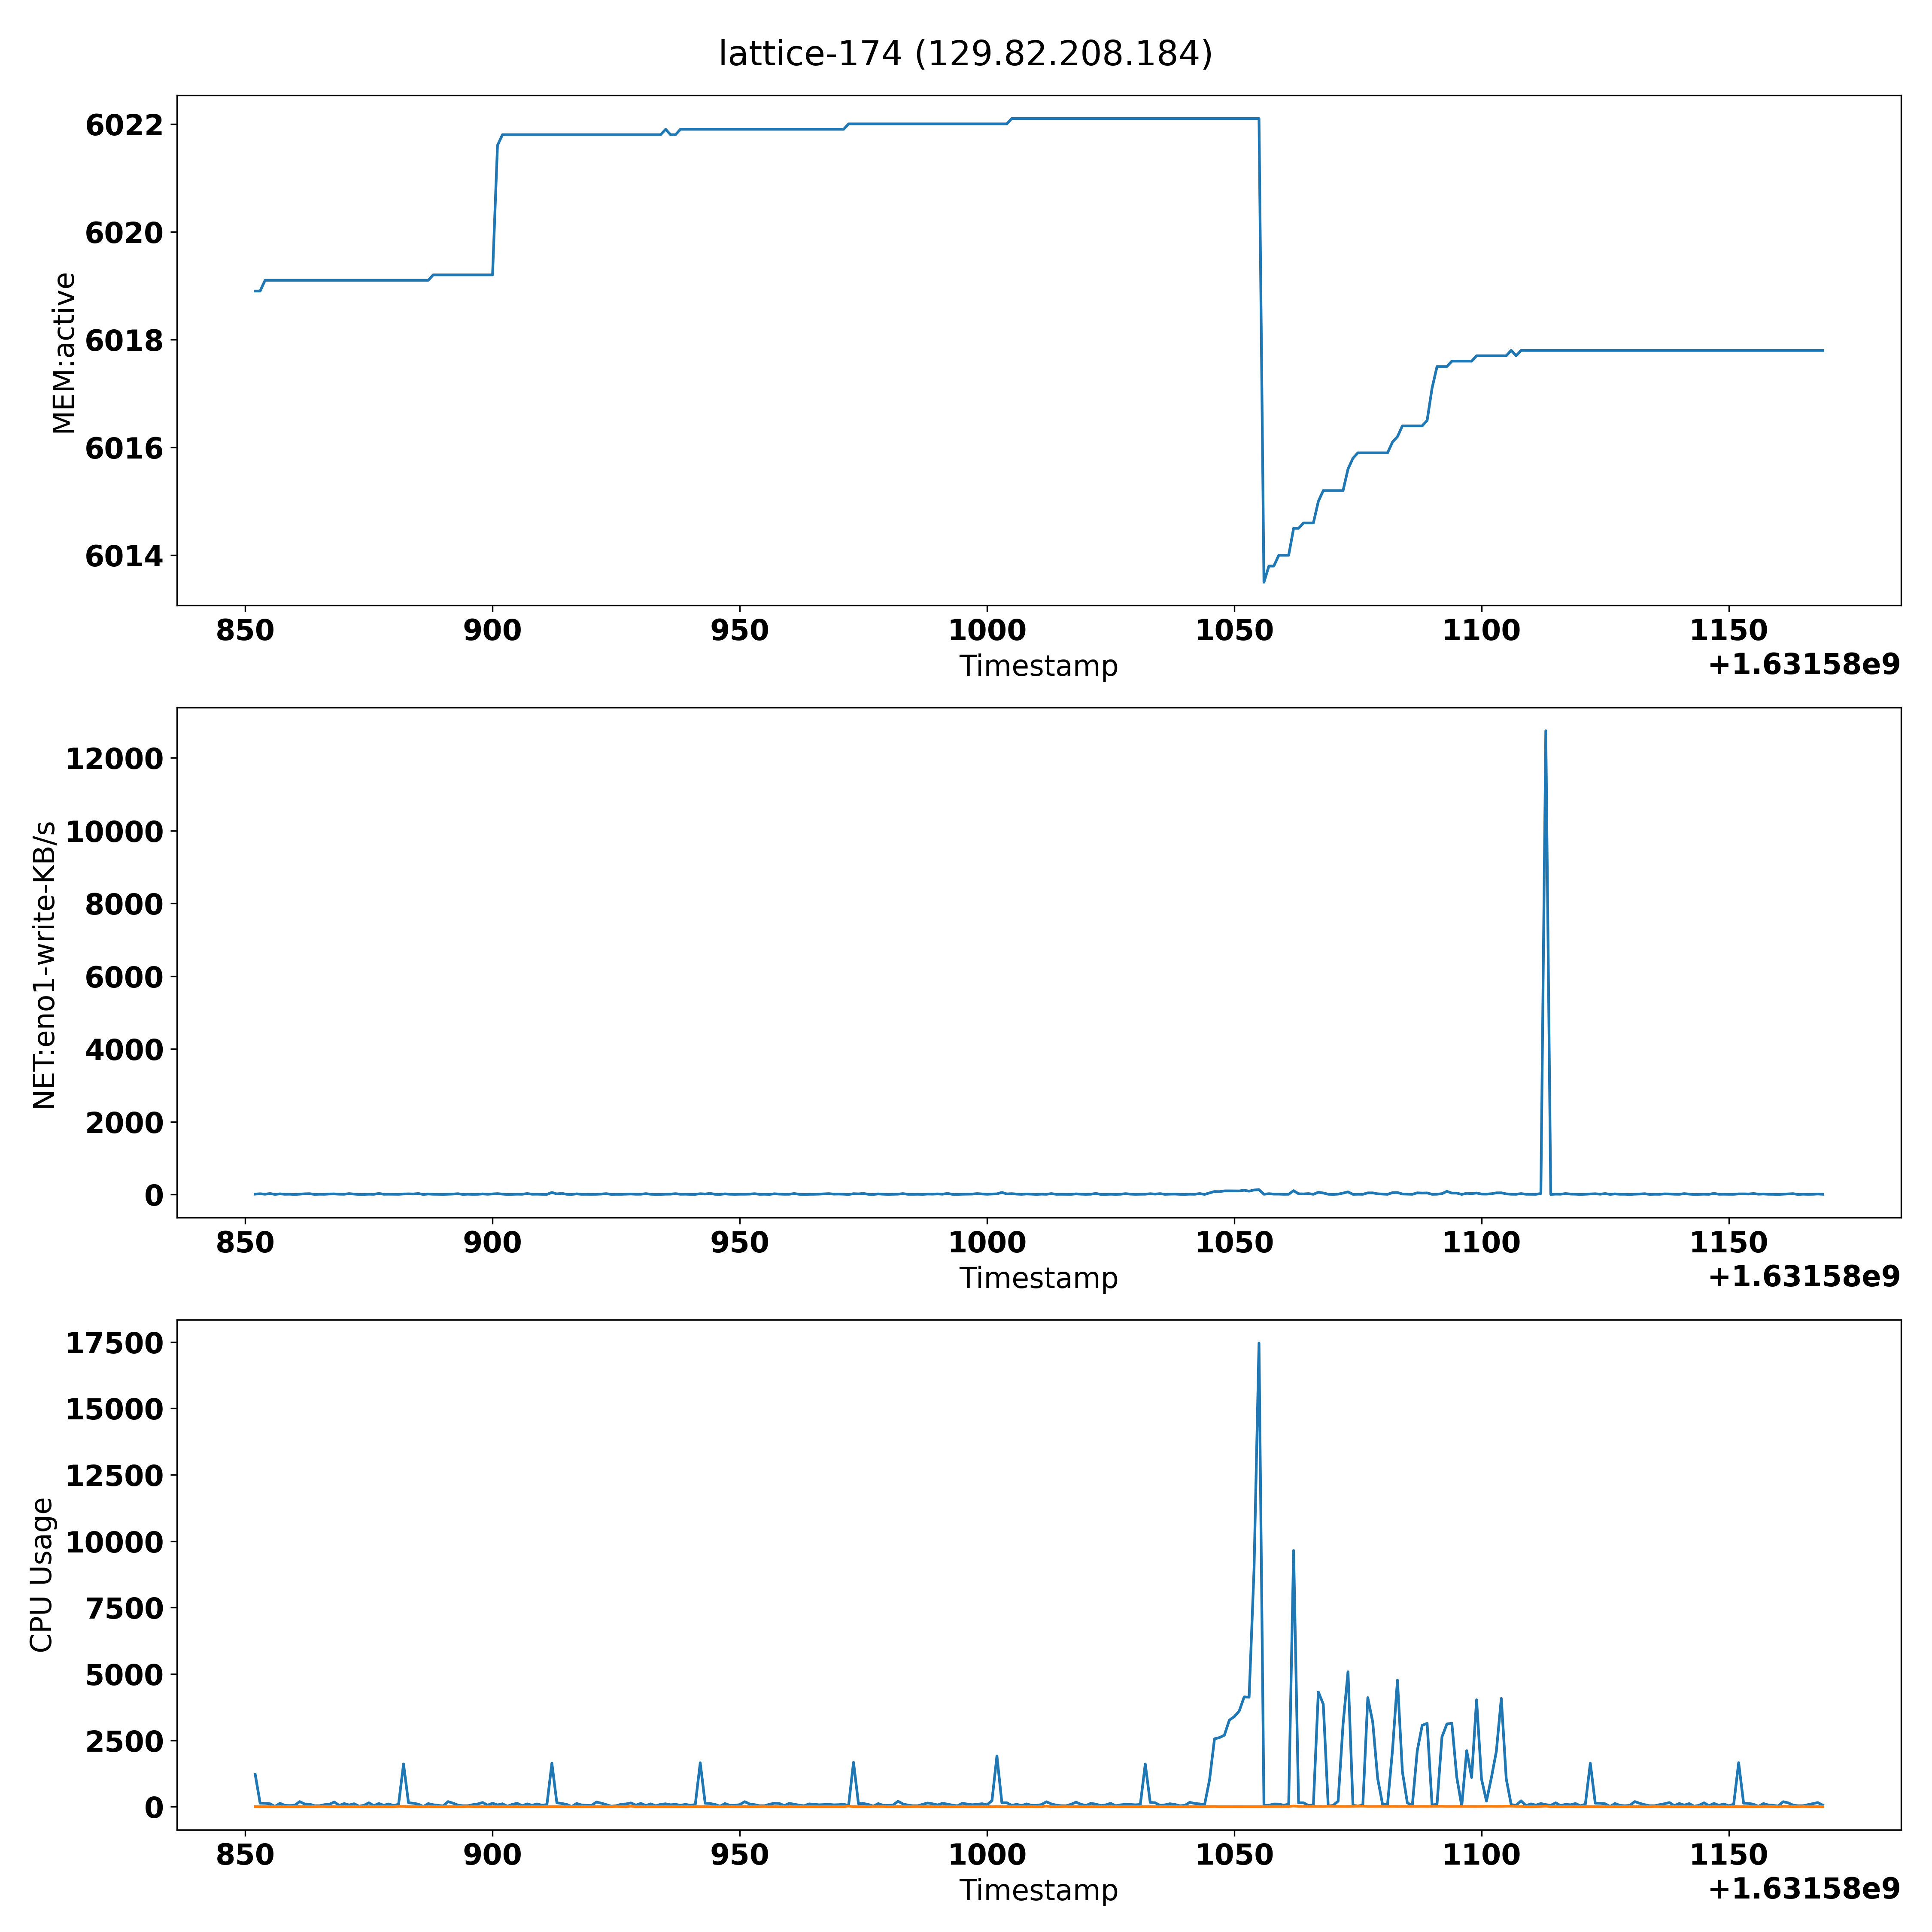 lattice-174 (129.82.208.184)
6022
6020
6018
6016
6014
MEM:active
850 900 950 1000 1050 1100 1150
Timestamp
+1.63158e9
12000
10000
8000
6000
4000
2000
0
NET:eno1-write-KB/s
850 900 950 1000 1050 1100 1150
Timestamp
+1.63158e9
17500
15000
12500
10000
7500
5000
2500
0
CPU Usage
850 900 950 1000 1050 1100 1150
Timestamp
+1.63158e9